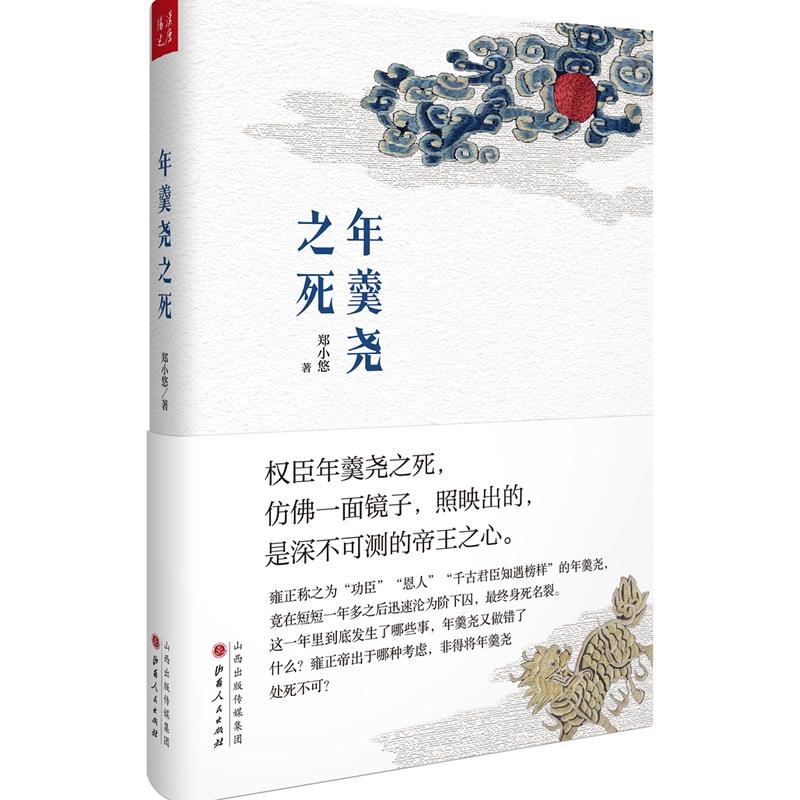 漢唐
陽光
年羹尧之死
郑小悠/著
山西出版传媒集团
山西人民出版社
年羹尧
之死
郑小悠
著
权臣年羹尧之死，
仿佛一面镜子，照映出的，
是深不可测的帝王之心。
雍正称之为“功臣”“恩人”“千古君臣知遇榜样”的年羹尧，
竟在短短一年多之后迅速沦为阶下囚，最终身死名裂。
这一年里到底发生了哪些事，年羹尧又做错了
什么？雍正帝出于哪种考虑，非得将年羹尧
处死不可？
山西出版传媒集团
山西人民出版社